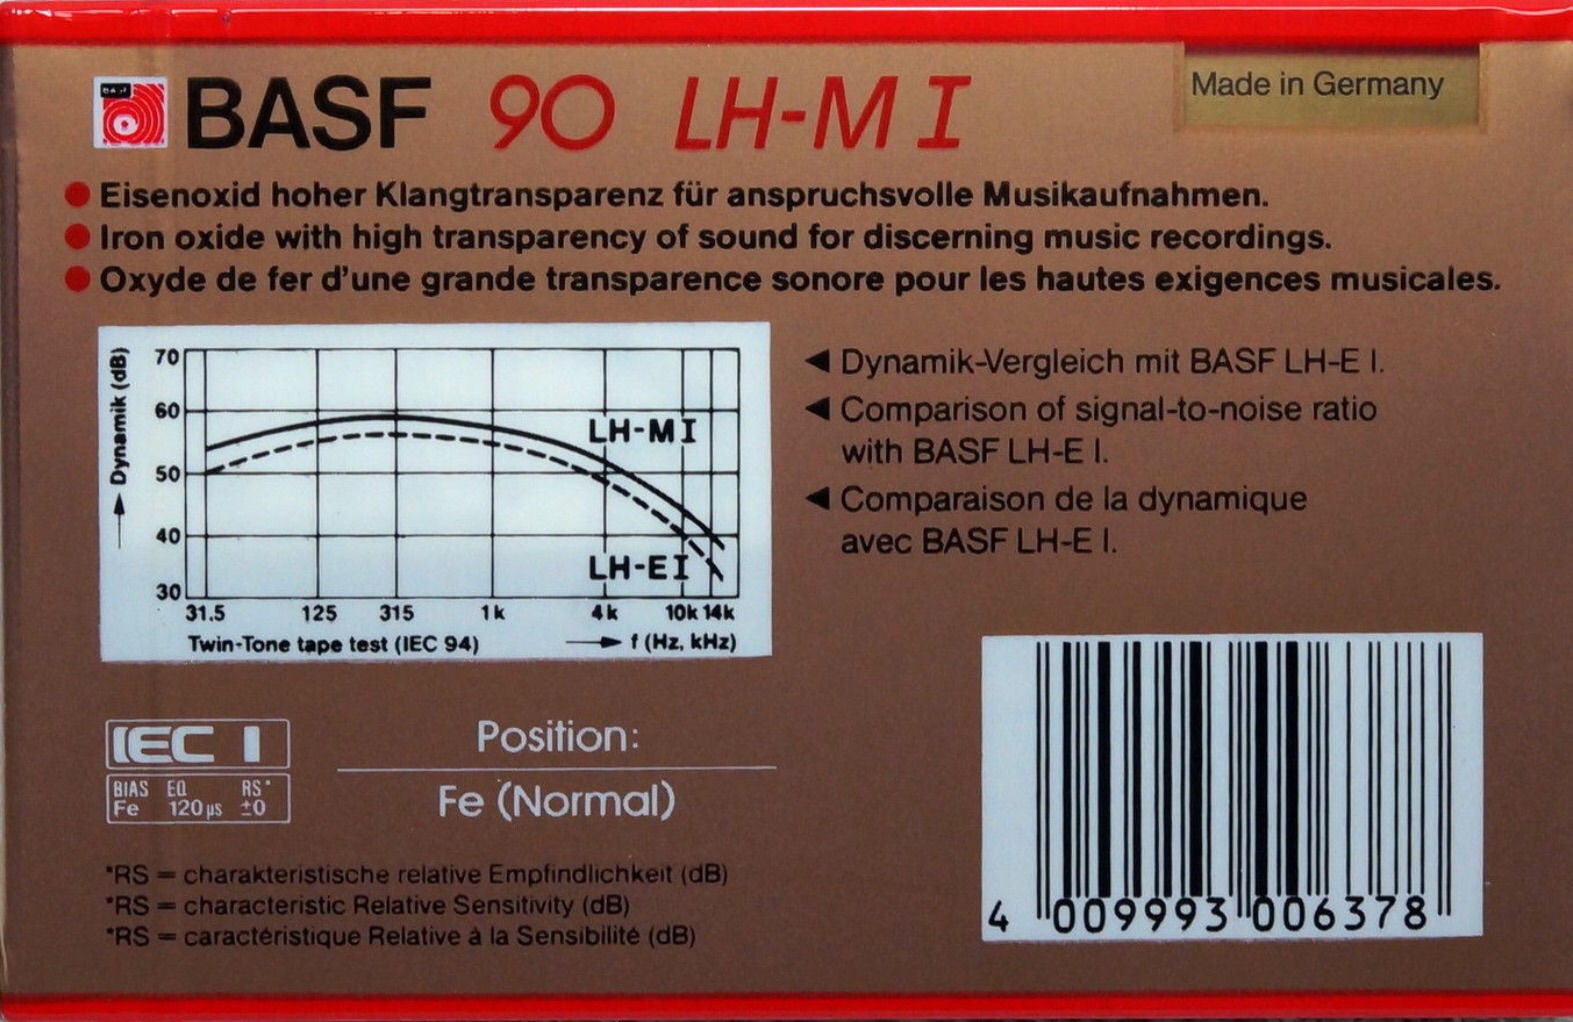 BASF
BASF 90 LH-M I
Made in Germany
● Eisenoxid hoher Klangtransparenz für anspruchsvolle Musikaufnahmen.
● Iron oxide with high transparency of sound for discerning music recordings.
● Oxyde de fer d'une grande transparence sonore pour les hautes exigences musicales.
Dynamik (dB)
70
60
50
40
30
LH-M I
LH-E I
31.5 125 315 1k 4k 10k 14k
Twin-Tone tape test (IEC 94) f (Hz, kHz)
◄ Dynamik-Vergleich mit BASF LH-E I.
◄ Comparison of signal-to-noise ratio
with BASF LH-E I.
◄ Comparaison de la dynamique
avec BASF LH-E I.
IEC I
BIAS EQ RS*
Fe 120µs ±0
Position:
Fe (Normal)
*RS = charakteristische relative Empfindlichkeit (dB)
*RS = characteristic Relative Sensitivity (dB)
*RS = caractéristique Relative à la Sensibilité (dB)
4 009993 006378